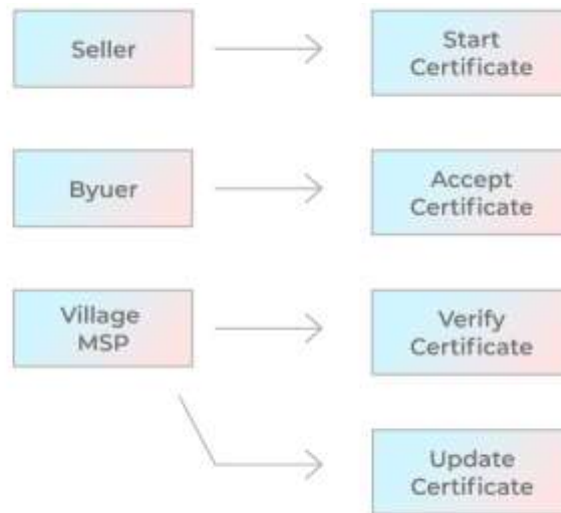 Seller
Start
Certificate
Byuer
Accept
Certificate
Village
MSP
Verify
Certificate
Update
Certificate